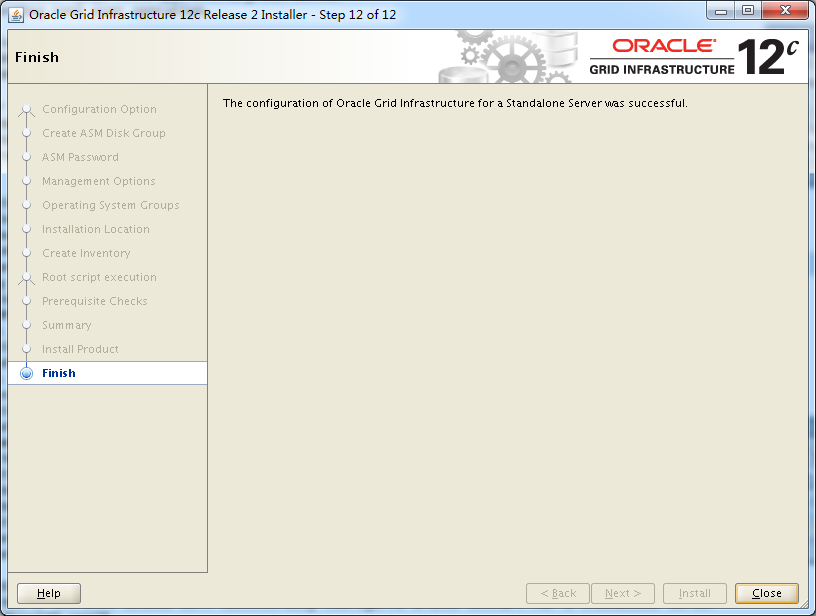 Oracle Grid Infrastructure 12c Release 2 Installer - Step 12 of 12
Finish
ORACLE®
GRID INFRASTRUCTURE
12c
Configuration Option
Create ASM Disk Group
ASM Password
Management Options
Operating System Groups
Installation Location
Create Inventory
Root script execution
Prerequisite Checks
Summary
Install Product
Finish
The configuration of Oracle Grid Infrastructure for a Standalone Server was successful.
Help
< Back
Next >
Install
Close